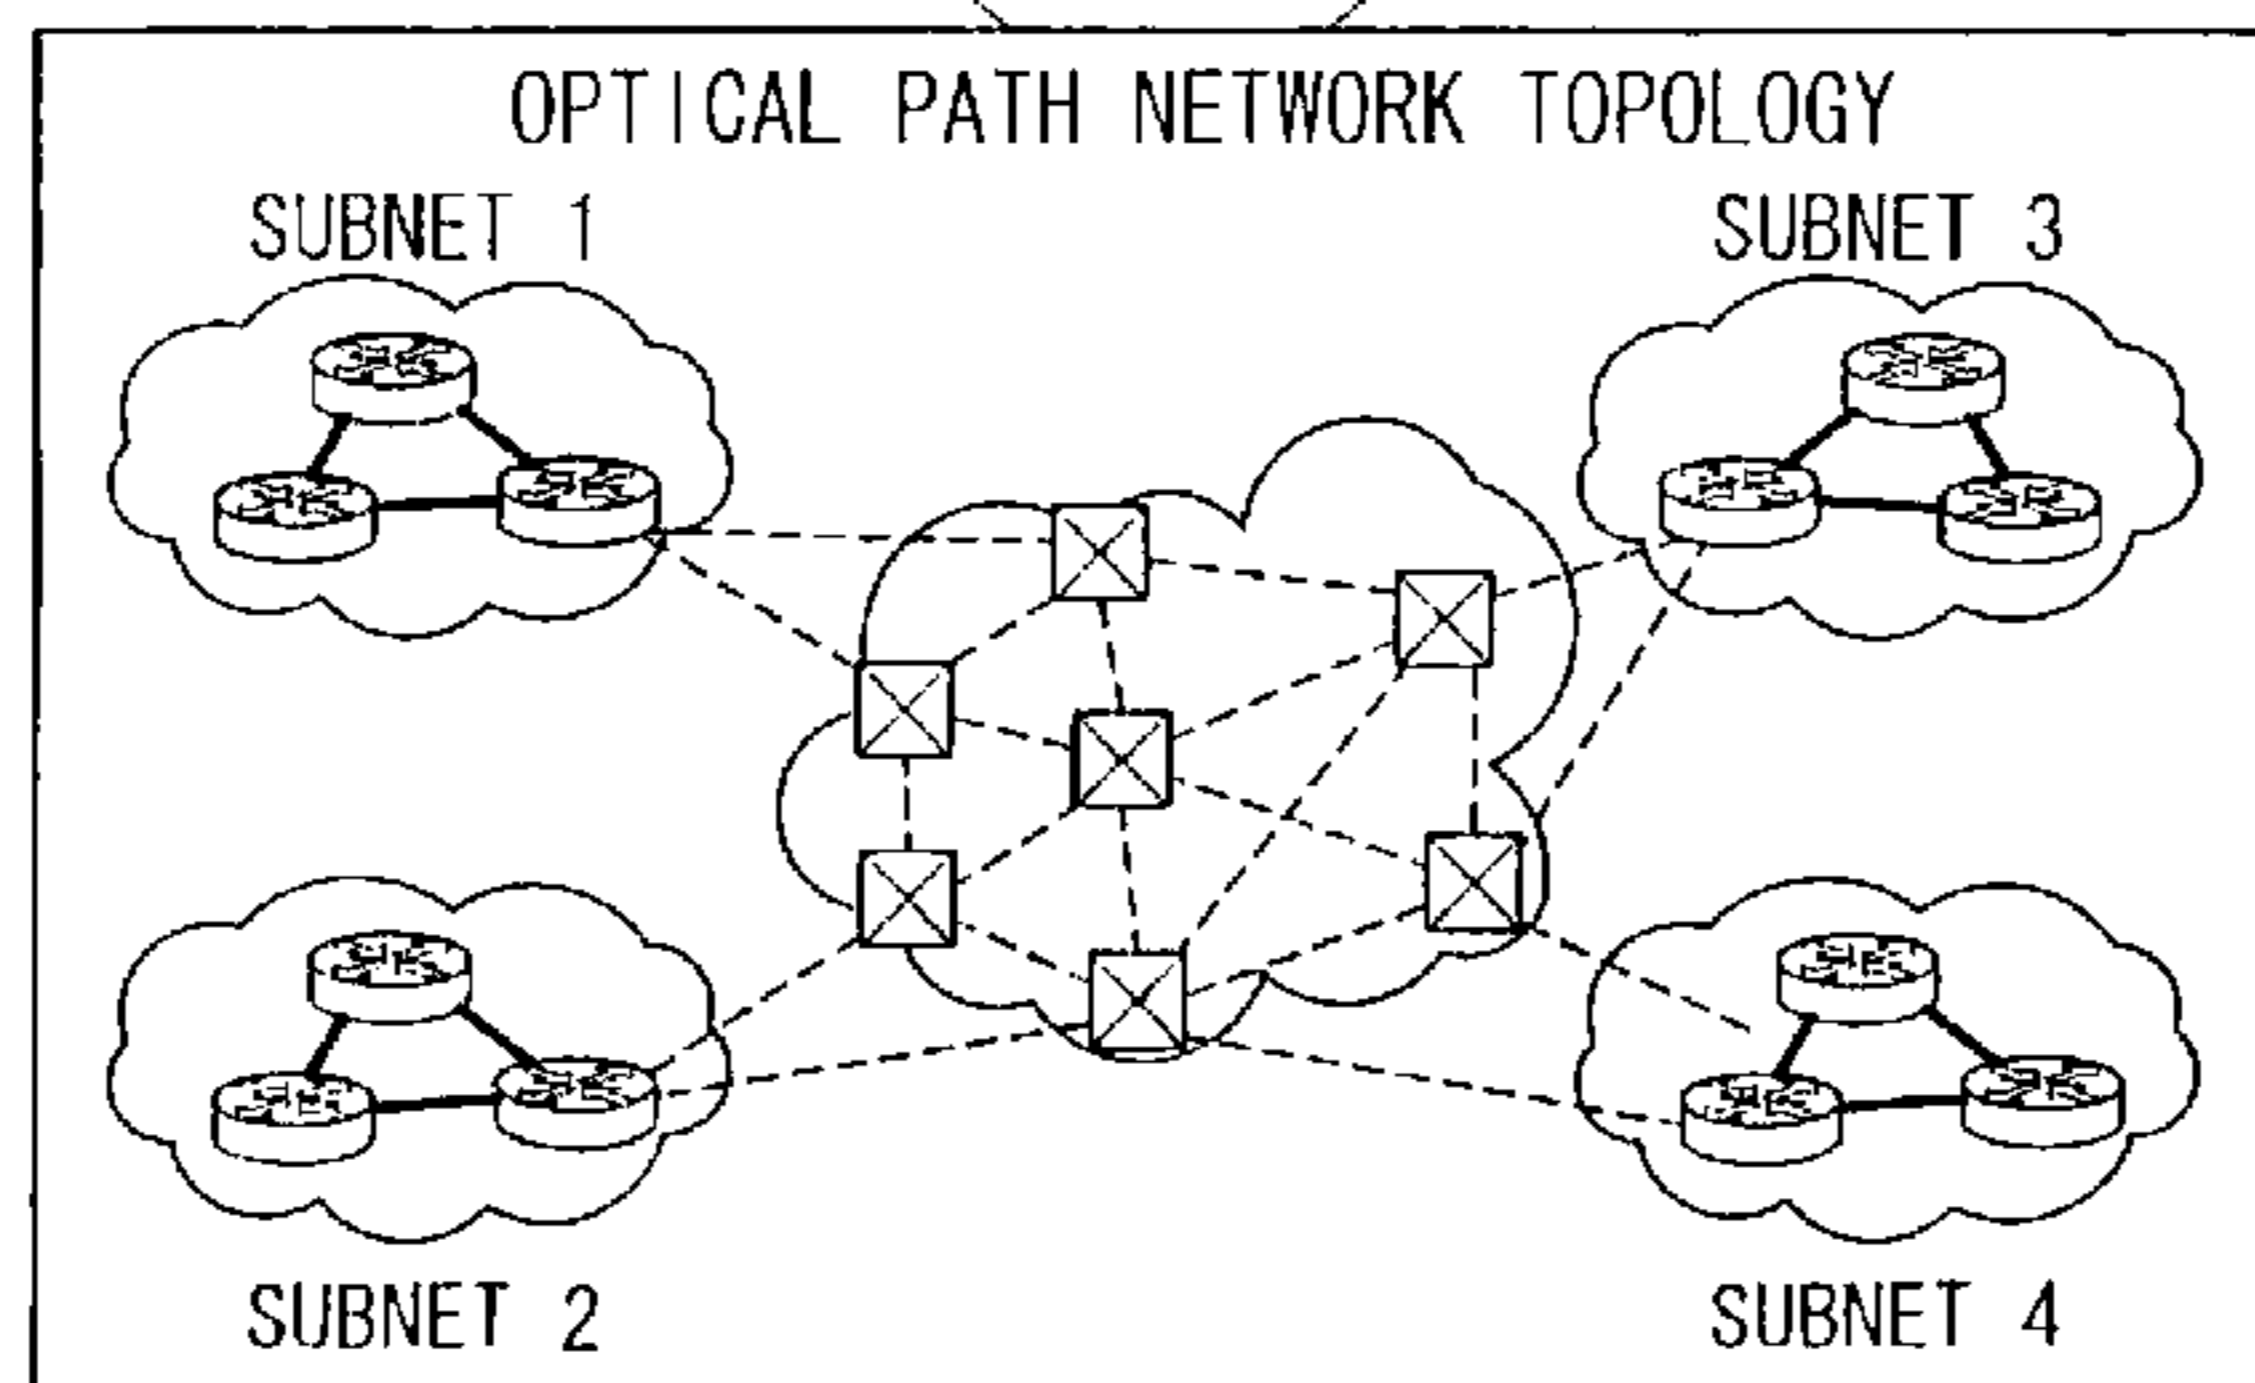 OPTICAL PATH NETWORK TOPOLOGY
SUBNET 1
SUBNET 3
SUBNET 2
SUBNET 4